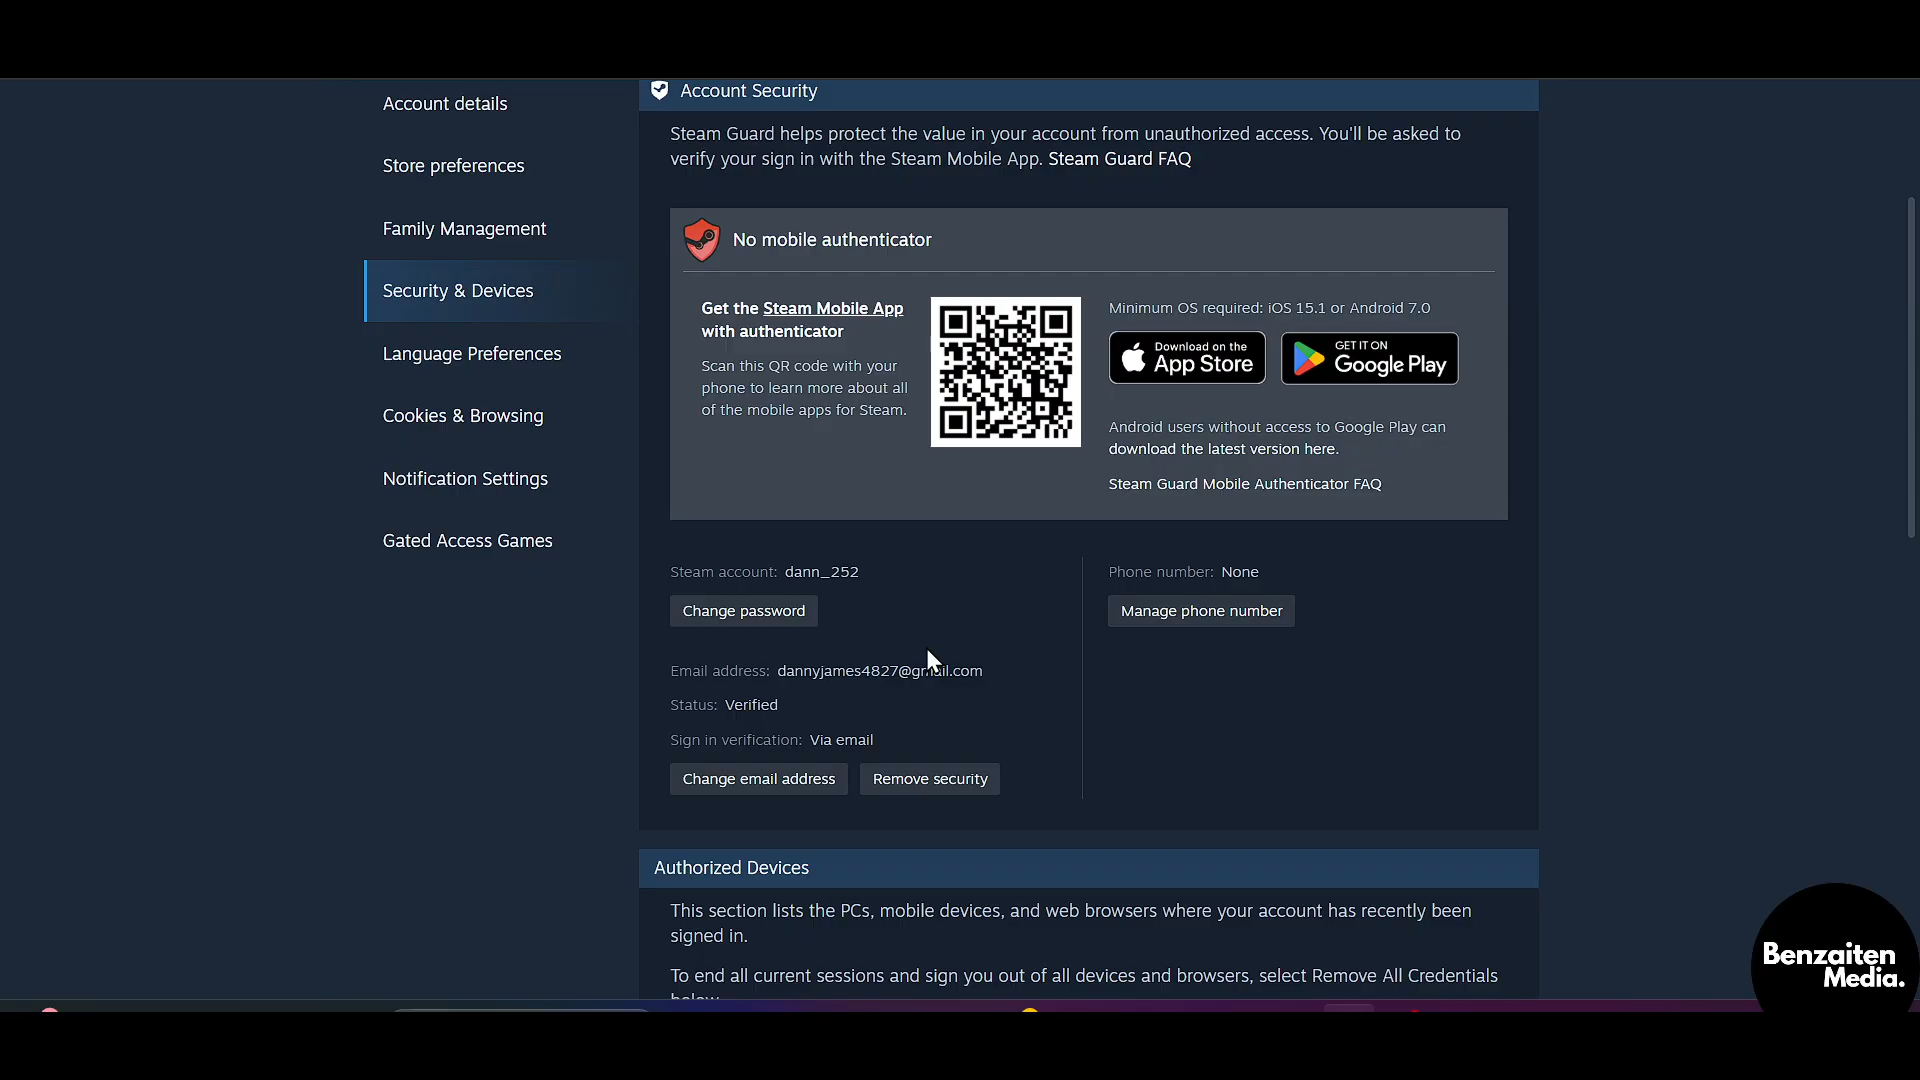 Account details
Store preferences
Family Management
Security & Devices
Language Preferences
Cookies & Browsing
Notification Settings
Gated Access Games
Account Security
Steam Guard helps protect the value in your account from unauthorized access. You'll be asked to
verify your sign in with the Steam Mobile App. Steam Guard FAQ
No mobile authenticator
Get the Steam Mobile App
with authenticator
Scan this QR code with your
phone to learn more about all
of the mobile apps for Steam.
Minimum OS required: iOS 15.1 or Android 7.0
Download on the
App Store
GET IT ON
Google Play
Android users without access to Google Play can
download the latest version here.
Steam Guard Mobile Authenticator FAQ
Steam account: dann_252
Change password
Email address: dannyjames4827@gmail.com
Status: Verified
Sign in verification: Via email
Change email address
Remove security
Phone number: None
Manage phone number
Authorized Devices
This section lists the PCs, mobile devices, and web browsers where your account has recently been
signed in.
To end all current sessions and sign you out of all devices and browsers, select Remove All Credentials
below
Benzaiten
Media.